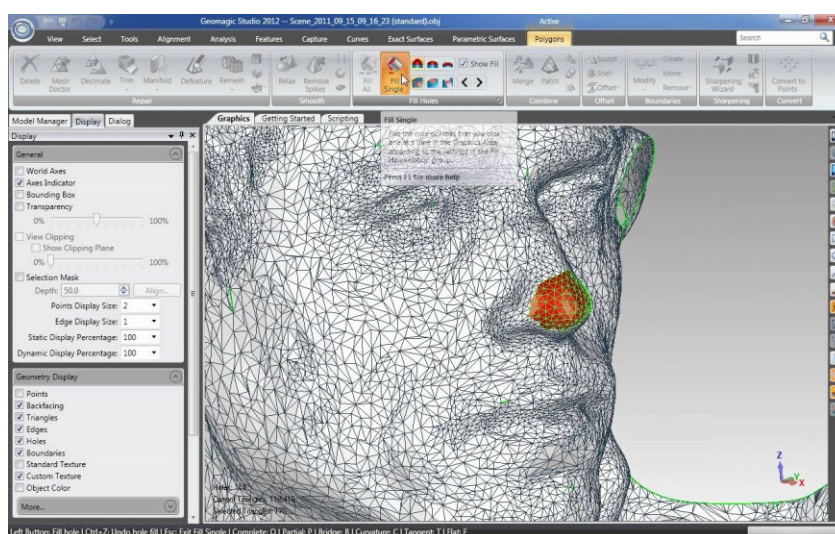 Geomagic Studio 2012 -- Scene_2011_09_15_09_16_23 (standard).obj
Active
View Select Tools Alignment Analysis Features Capture Curves Exact Surfaces Parametric Surfaces Polygons
Search
Delete Mesh Doctor Decimate Trim Manifold Defeature Remesh
Relax Remove Spikes
Fill All Fill Single
Show Fill
Merge Patch
Shell
Offset
Modify
Create
Move
Remove
Sharpening Wizard
Convert to Points
Repair Smooth Fill Holes Combine Offset Boundaries Sharpening Convert
Model Manager Display Dialog
Graphics Getting Started Scripting
Display
Fill Single
Press F1 for more help
General
World Axes
Axes Indicator
Bounding Box
Transparency
0% 100%
View Clipping
Show Clipping Plane
0% 100%
Selection Mask
Depth: 50.0 Align...
Points Display Size: 2
Edge Display Size: 1
Static Display Percentage: 100
Dynamic Display Percentage: 100
Geometry Display
Points
Backfacing
Triangles
Edges
Holes
Boundaries
Standard Texture
Custom Texture
Object Color
More...
Z
Y
X
Left Button: Fill hole | Ctrl+Z: Undo hole fill | Esc: Exit Fill Single | Complete: O | Partial: P | Bridge: B | Curvature: C | Tangent: T | Flat: F